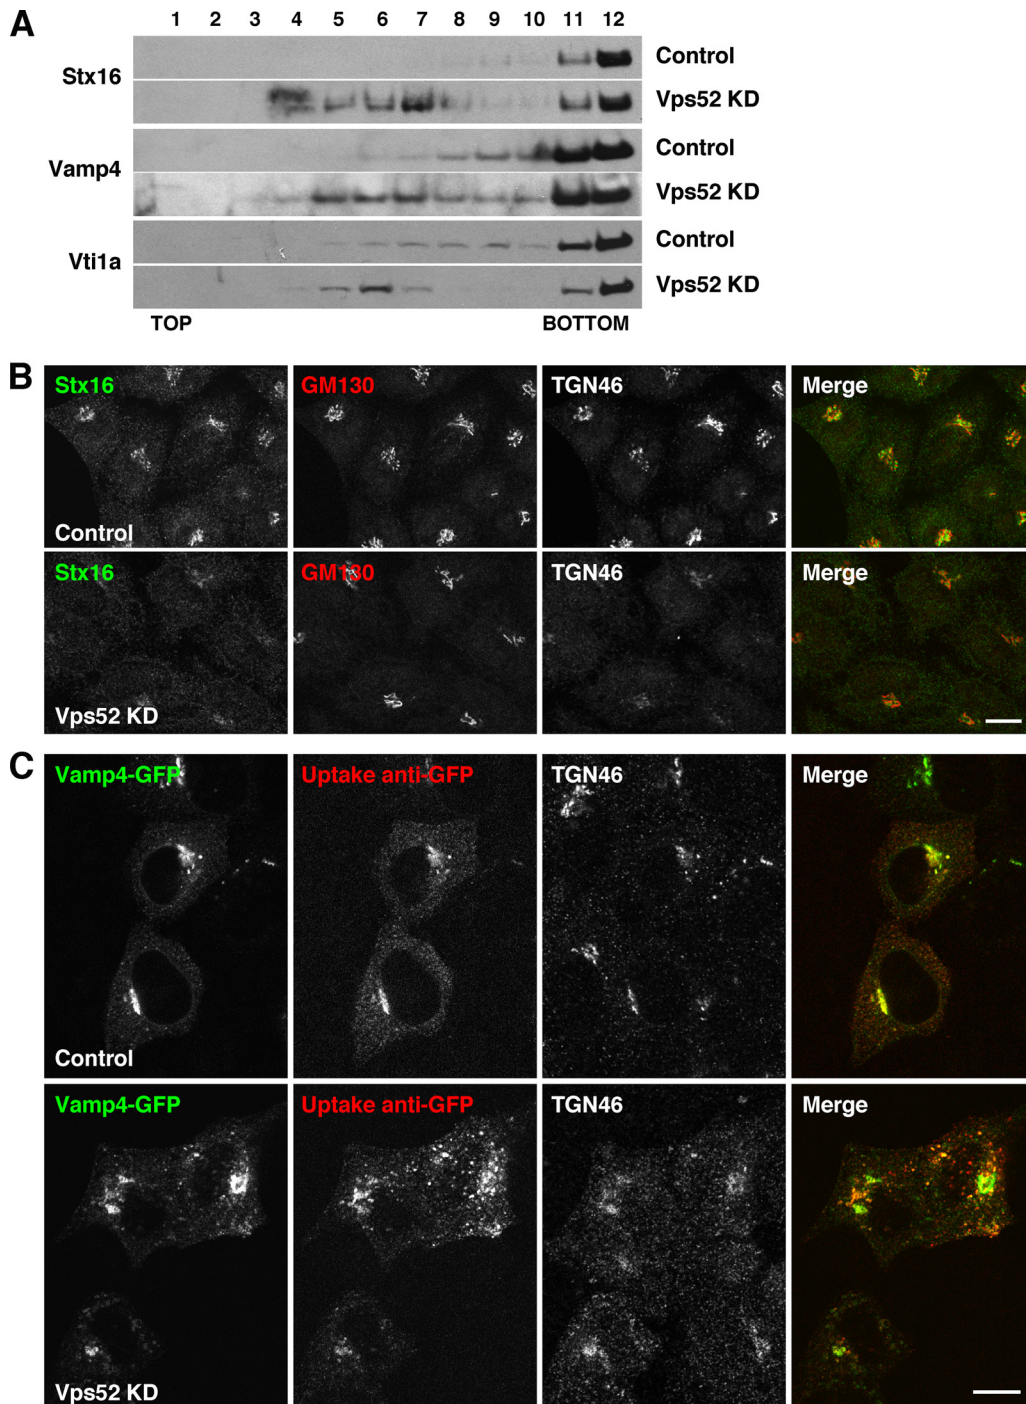 A
1 2 3 4 5 6 7 8 9 10 11 12
Stx16
Control
Vps52 KD
Vamp4
Control
Vps52 KD
Vti1a
Control
Vps52 KD
TOP BOTTOM
B
Stx16 GM130 TGN46 Merge
Control
Stx16 GM130 TGN46 Merge
Vps52 KD
C
Vamp4-GFP Uptake anti-GFP TGN46 Merge
Control
Vamp4-GFP Uptake anti-GFP TGN46 Merge
Vps52 KD